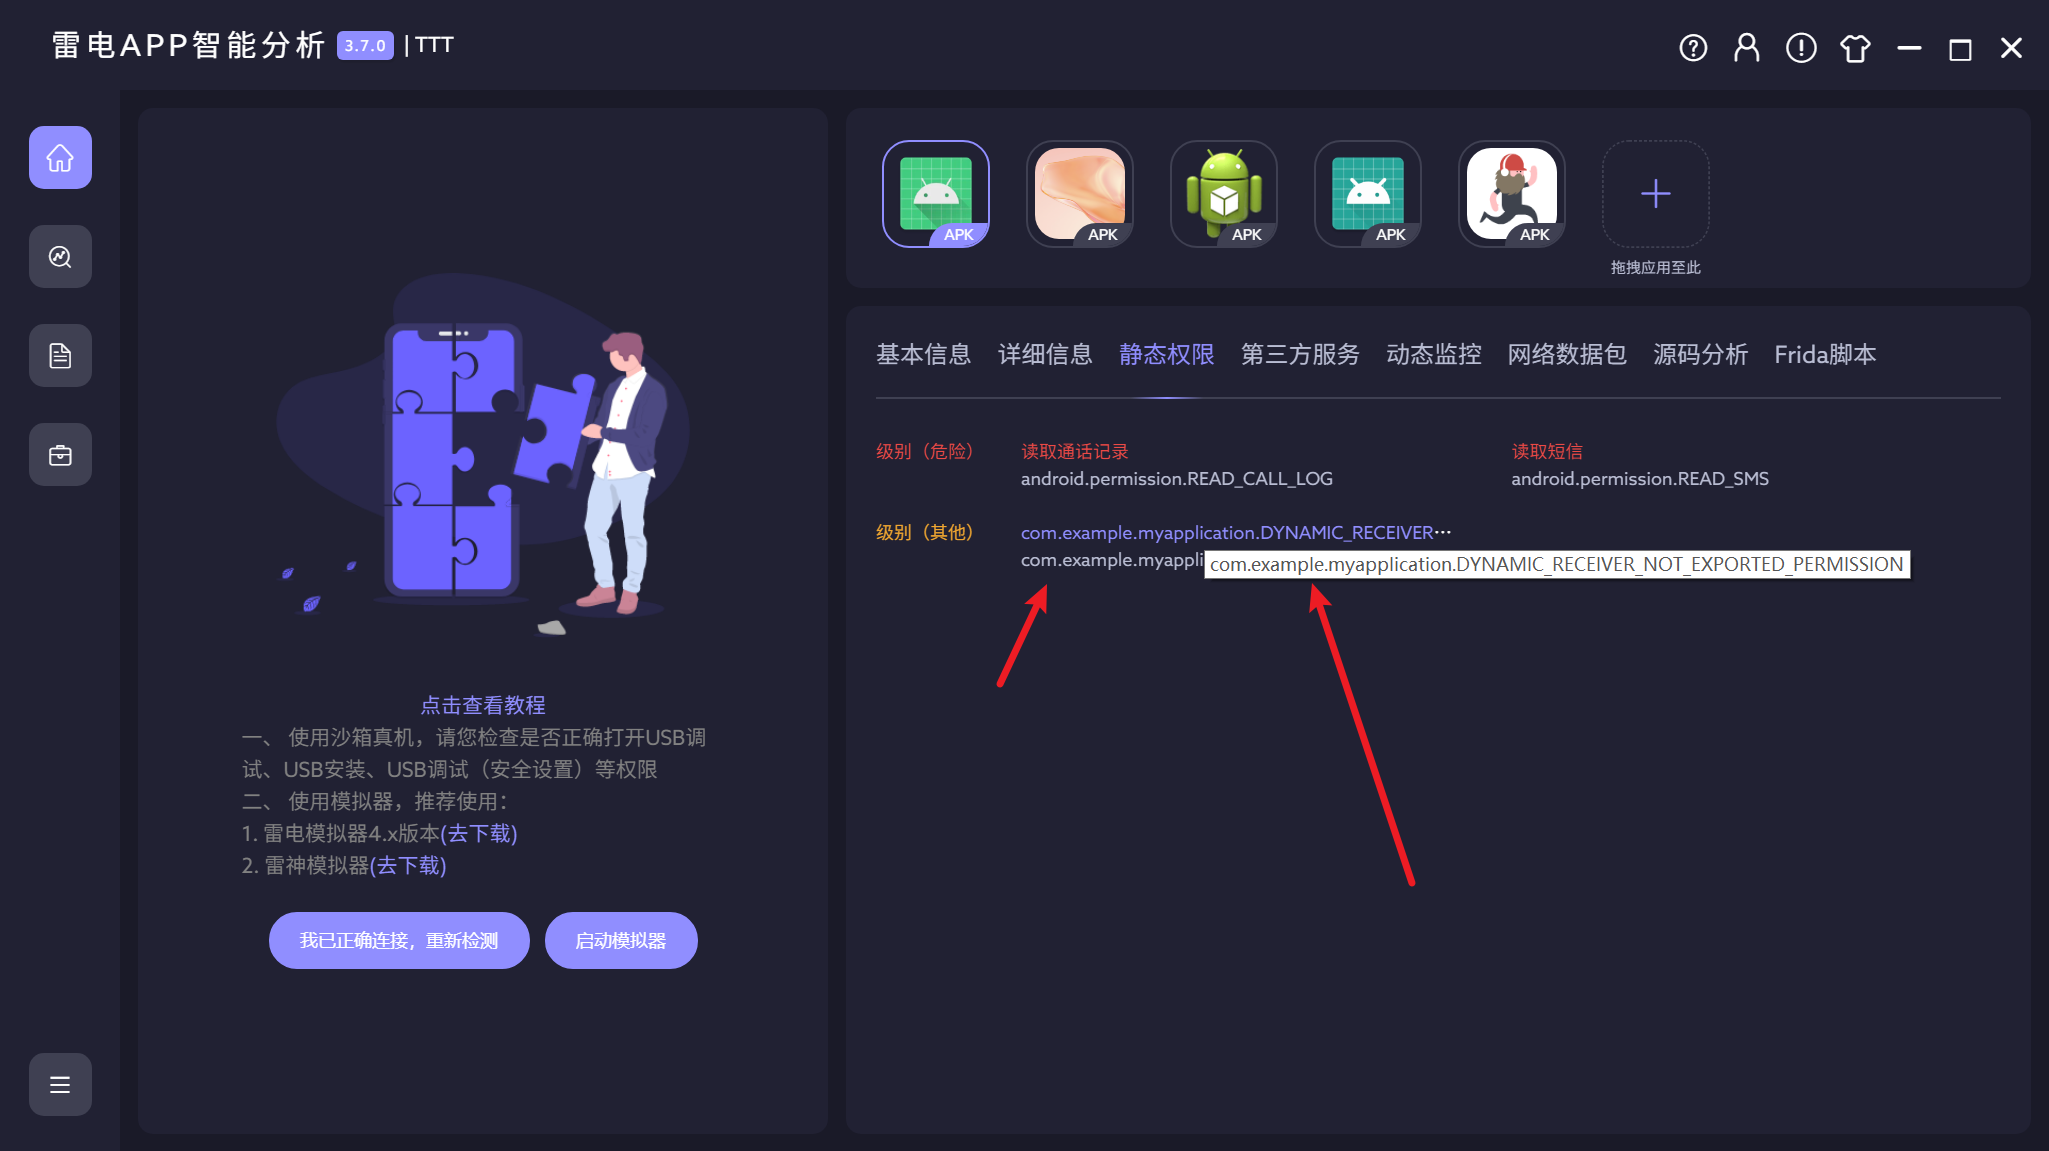 雷电APP智能分析 3.7.0 | TTT
APK APK APK APK APK
拖拽应用至此
基本信息 详细信息 静态权限 第三方服务 动态监控 网络数据包 源码分析 Frida脚本
级别（危险） 读取通话记录 读取短信
android.permission.READ_CALL_LOG android.permission.READ_SMS
级别（其他） com.example.myapplication.DYNAMIC_RECEIVER···
com.example.myappli
com.example.myapplication.DYNAMIC_RECEIVER_NOT_EXPORTED_PERMISSION
点击查看教程
一、 使用沙箱真机，请您检查是否正确打开USB调
试、USB安装、USB调试（安全设置）等权限
二、 使用模拟器，推荐使用：
1. 雷电模拟器4.x版本(去下载)
2. 雷神模拟器(去下载)
我已正确连接，重新检测 启动模拟器